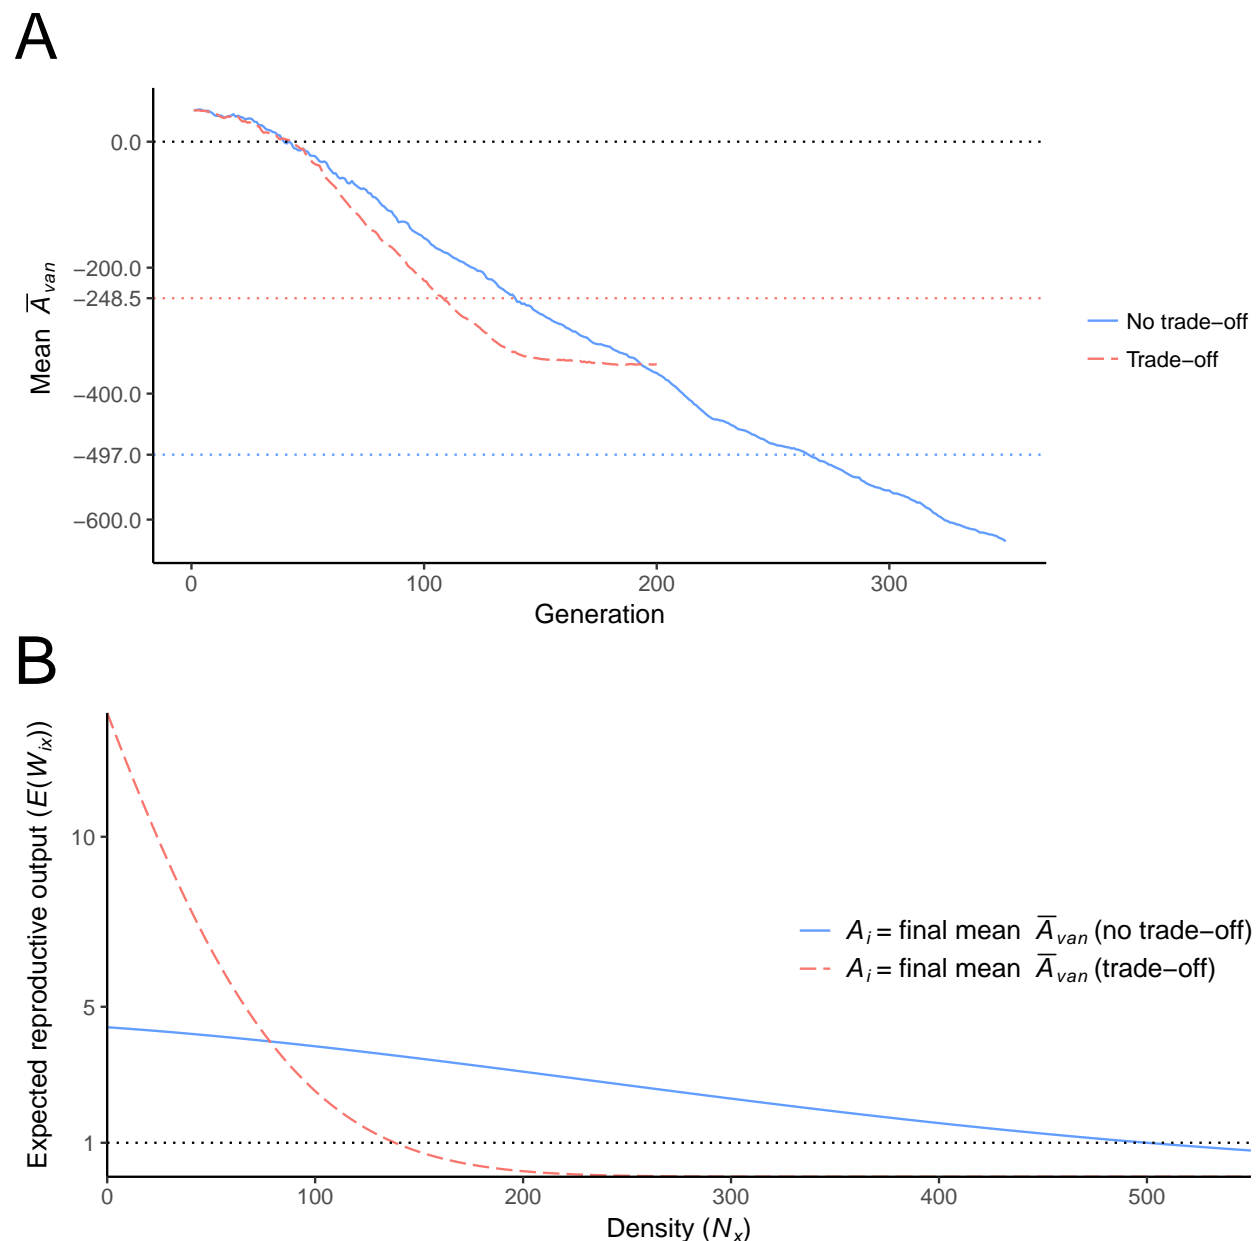 A
0.0
−200.0
−248.5
−400.0
−497.0
−600.0
Mean A̅van
0
100
200
300
Generation
No trade−off
Trade−off
B
10
5
1
Expected reproductive output (E(Wix))
Ai = final mean A̅van (no trade−off)
Ai = final mean A̅van (trade−off)
0
100
200
300
400
500
Density (Nx)